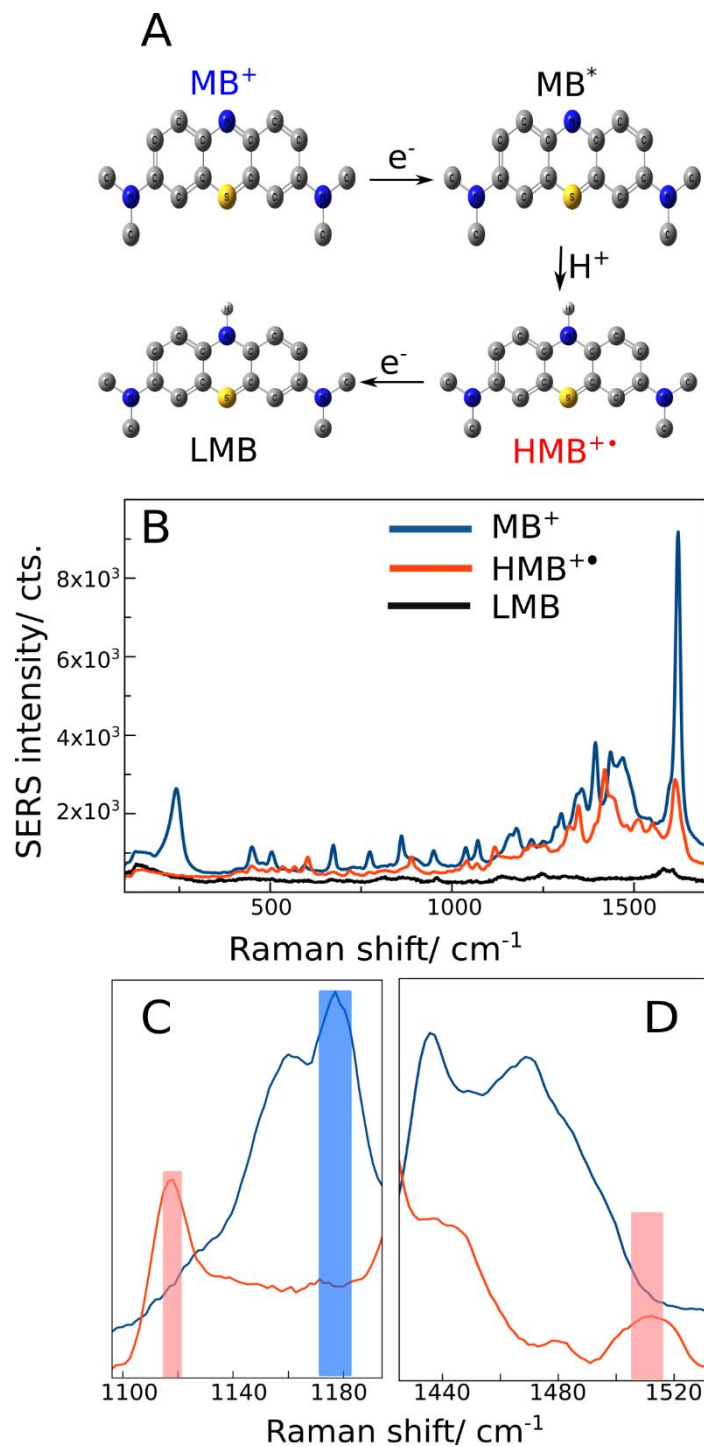 A
MB⁺
MB*
e⁻
H⁺
e⁻
LMB
HMB⁺•
B
MB⁺
HMB⁺•
LMB
8x10³
6x10³
4x10³
2x10³
SERS intensity/ cts.
500
1000
1500
Raman shift/ cm⁻¹
C
D
1100
1140
1180
1440
1480
1520
Raman shift/ cm⁻¹